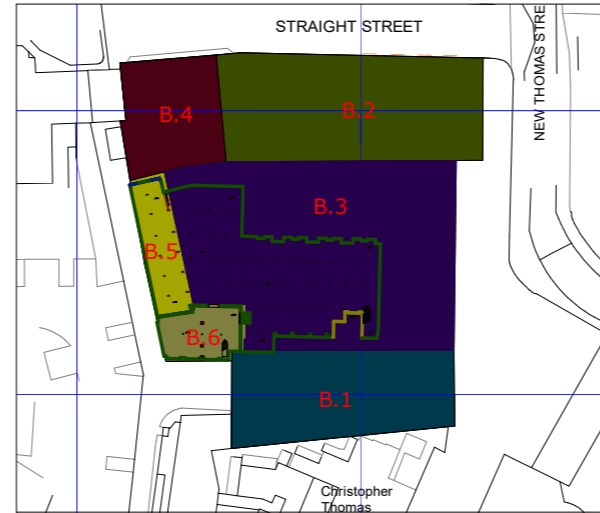 STRAIGHT STREET
NEW THOMAS STRE
B.4
B.2
B.3
B.5
B.6
B.1
Christopher
Thomas